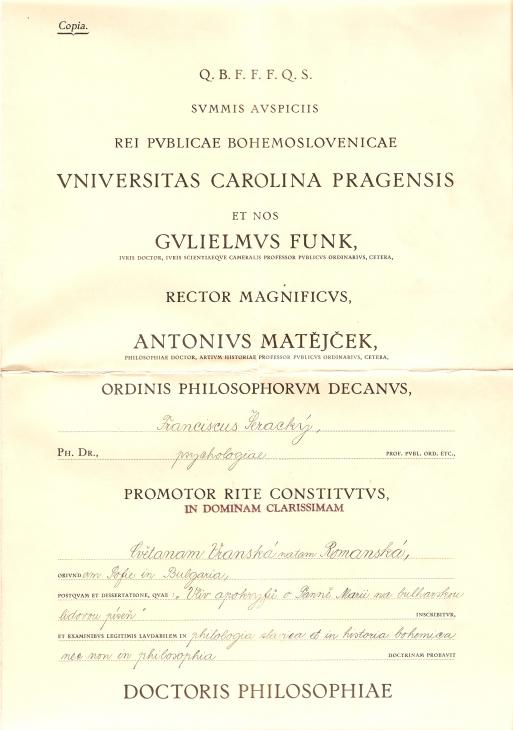 Copia.
Q. B. F. F. F. Q. S.
SVMMIS AVSPICIIS
REI PVBLICAE BOHEMOSLOVENICAE
VNIVERSITAS CAROLINA PRAGENSIS
ET NOS
GVLIELMVS FUNK,
IVRIS DOCTOR, IVRIS SCIENTIAEQVE CAMERALIS PROFESSOR PVBLICVS ORDINARIVS, CETERA,
RECTOR MAGNIFICVS,
ANTONIVS MATĚJČEK,
PHILOSOPHIAE DOCTOR, ARTIVM HISTORIAE PROFESSOR PVBLICVS ORDINARIVS, CETERA,
ORDINIS PHILOSOPHORVM DECANVS,
Franciscus Šeracký,
PH. DR., psychologiae PROF. PVBL. ORD. ETC.,
PROMOTOR RITE CONSTITVTVS,
IN DOMINAM CLARISSIMAM
Cvětanam Vranská natam Romanská,
ORIVNDam Sofie in Bulgaria,
POSTQVAM ET DISSERTATIONE, QVAE: „Vliv apokryfů o Panně Marii na bulharskou
lidovou píseň" INSCRIBITVR,
ET EXAMINIBVS LEGITIMIS LAVDABILEM IN philologia slavica et in historia bohemica
nec non in philosophia DOCTRINAM PROBAVIT
DOCTORIS PHILOSOPHIAE